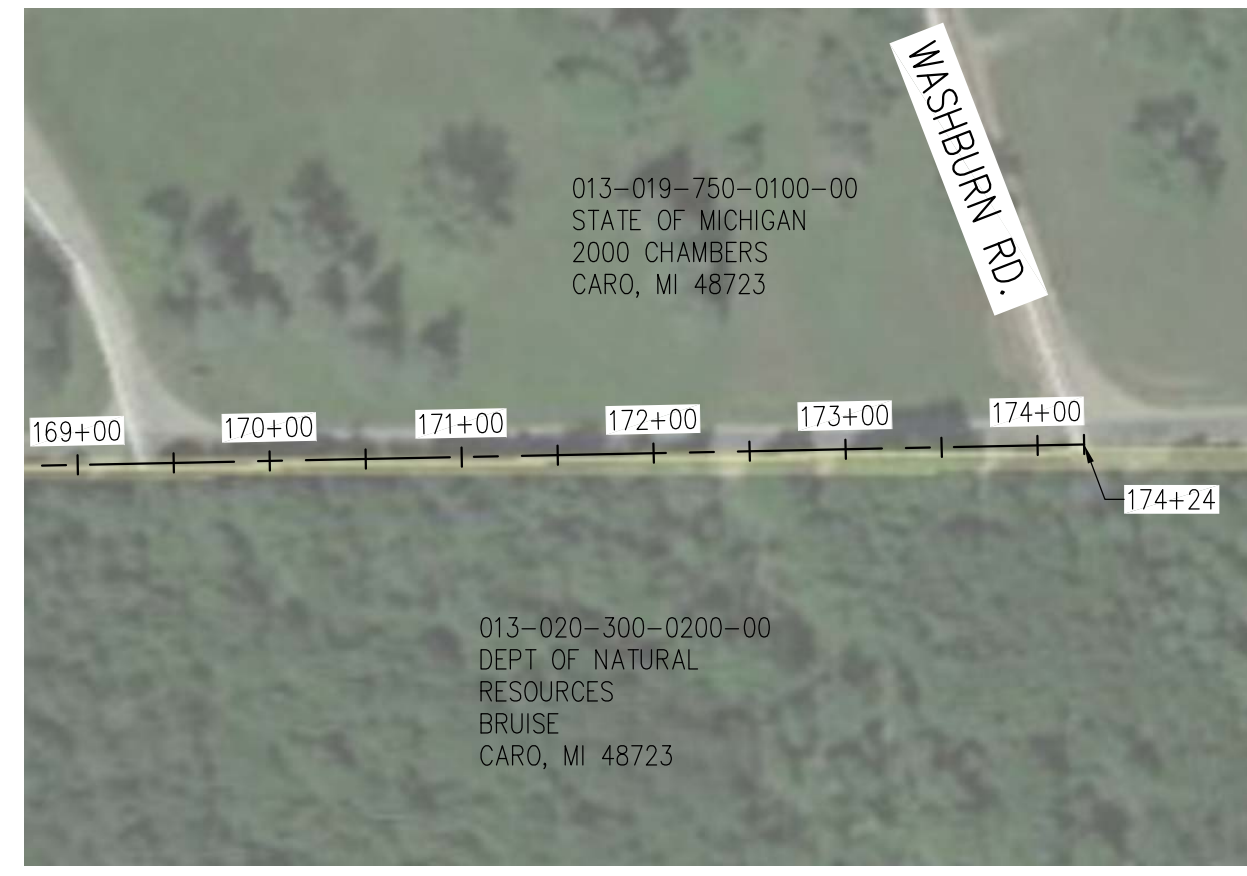 WASHBURN RD.
013-019-750-0100-00
STATE OF MICHIGAN
2000 CHAMBERS
CARO, MI 48723
169+00
170+00
171+00
172+00
173+00
174+00
174+24
013-020-300-0200-00
DEPT OF NATURAL
RESOURCES
BRUISE
CARO, MI 48723